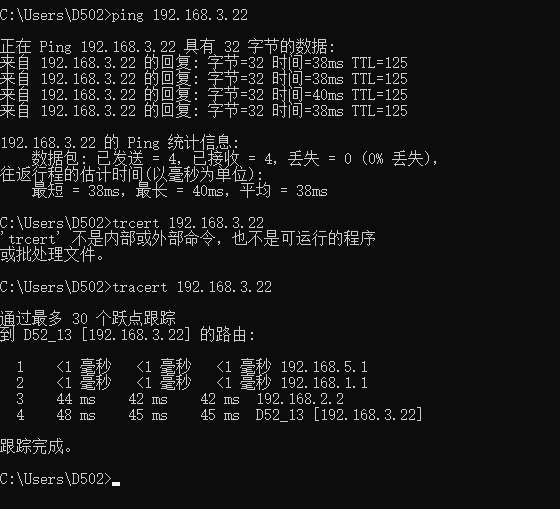 C:\Users\D502>ping 192.168.3.22
正在 Ping 192.168.3.22 具有 32 字节的数据:
来自 192.168.3.22 的回复: 字节=32 时间=38ms TTL=125
来自 192.168.3.22 的回复: 字节=32 时间=38ms TTL=125
来自 192.168.3.22 的回复: 字节=32 时间=40ms TTL=125
来自 192.168.3.22 的回复: 字节=32 时间=38ms TTL=125
192.168.3.22 的 Ping 统计信息:
数据包: 已发送 = 4，已接收 = 4，丢失 = 0 (0% 丢失)，
往返行程的估计时间(以毫秒为单位):
最短 = 38ms，最长 = 40ms，平均 = 38ms
C:\Users\D502>trcert 192.168.3.22
'trcert' 不是内部或外部命令，也不是可运行的程序
或批处理文件。
C:\Users\D502>tracert 192.168.3.22
通过最多 30 个跃点跟踪
到 D52_13 [192.168.3.22] 的路由:
1 <1 毫秒 <1 毫秒 <1 毫秒 192.168.5.1
2 <1 毫秒 <1 毫秒 <1 毫秒 192.168.1.1
3 44 ms 42 ms 42 ms 192.168.2.2
4 48 ms 45 ms 45 ms D52_13 [192.168.3.22]
跟踪完成。
C:\Users\D502>